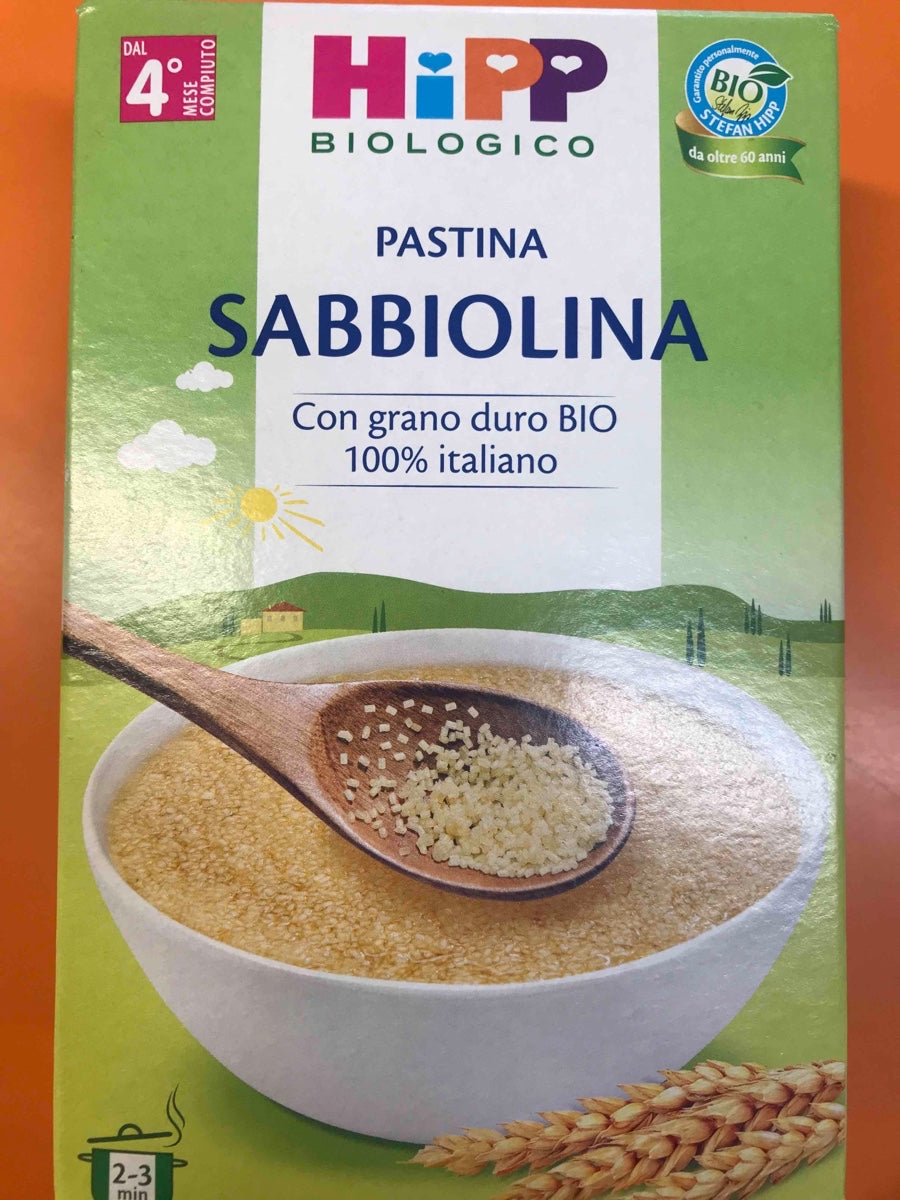 DAL
4°
MESE
COMPIUTO
HiPP
BIOLOGICO
Garantito personalmente
BIO
STEFAN HIPP
da oltre 60 anni
PASTINA
SABBIOLINA
Con grano duro BIO
100% italiano
2-3
min